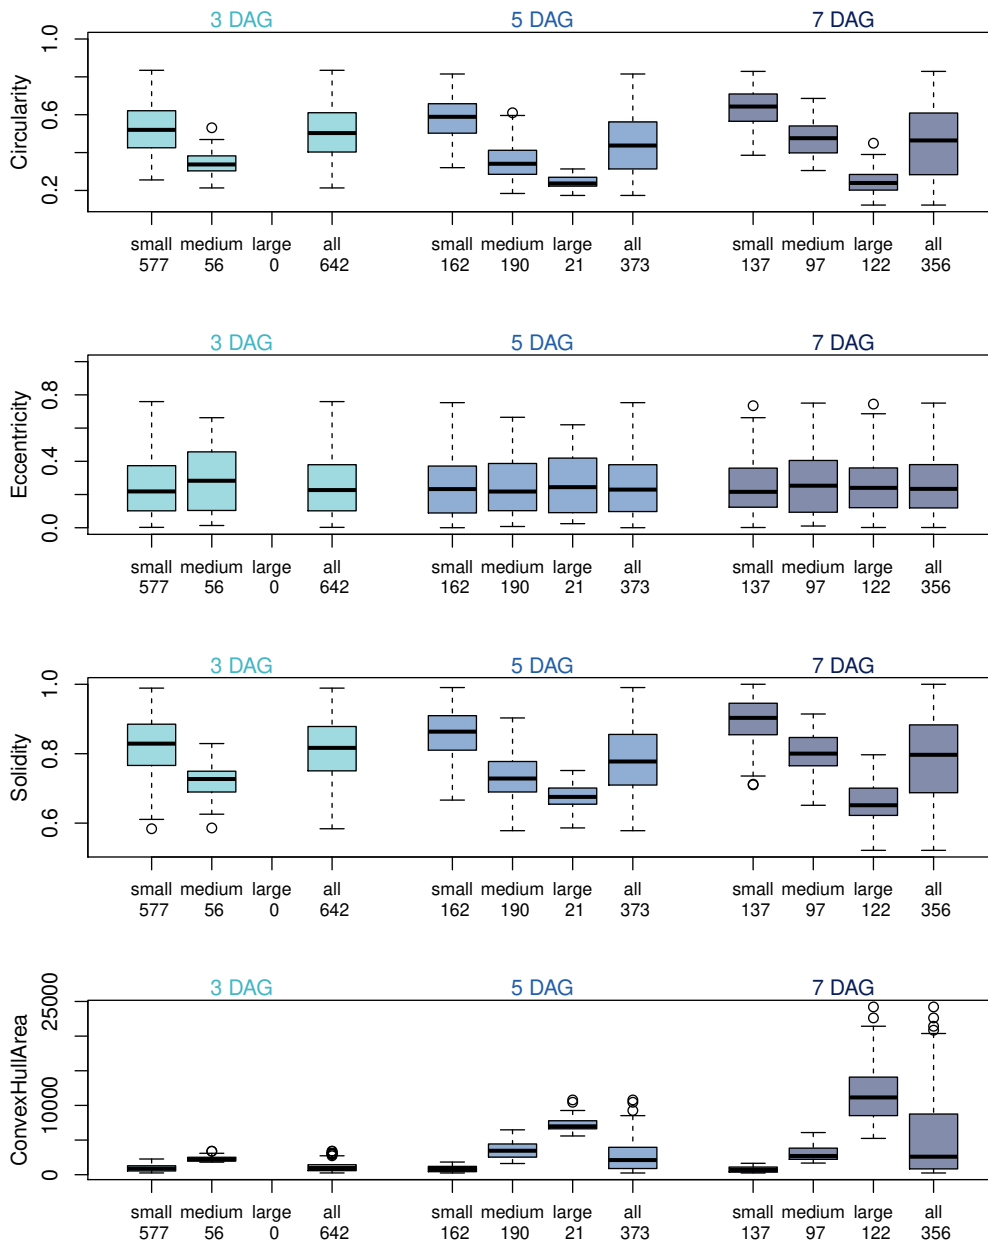 3 DAG 5 DAG 7 DAG
Circularity
1.0
0.6
0.2
small medium large all small medium large all small medium large all
577 56 0 642 162 190 21 373 137 97 122 356
3 DAG 5 DAG 7 DAG
Eccentricity
0.8
0.4
0.0
small medium large all small medium large all small medium large all
577 56 0 642 162 190 21 373 137 97 122 356
3 DAG 5 DAG 7 DAG
Solidity
1.0
0.8
0.6
small medium large all small medium large all small medium large all
577 56 0 642 162 190 21 373 137 97 122 356
3 DAG 5 DAG 7 DAG
ConvexHullArea
25000
10000
0
small medium large all small medium large all small medium large all
577 56 0 642 162 190 21 373 137 97 122 356